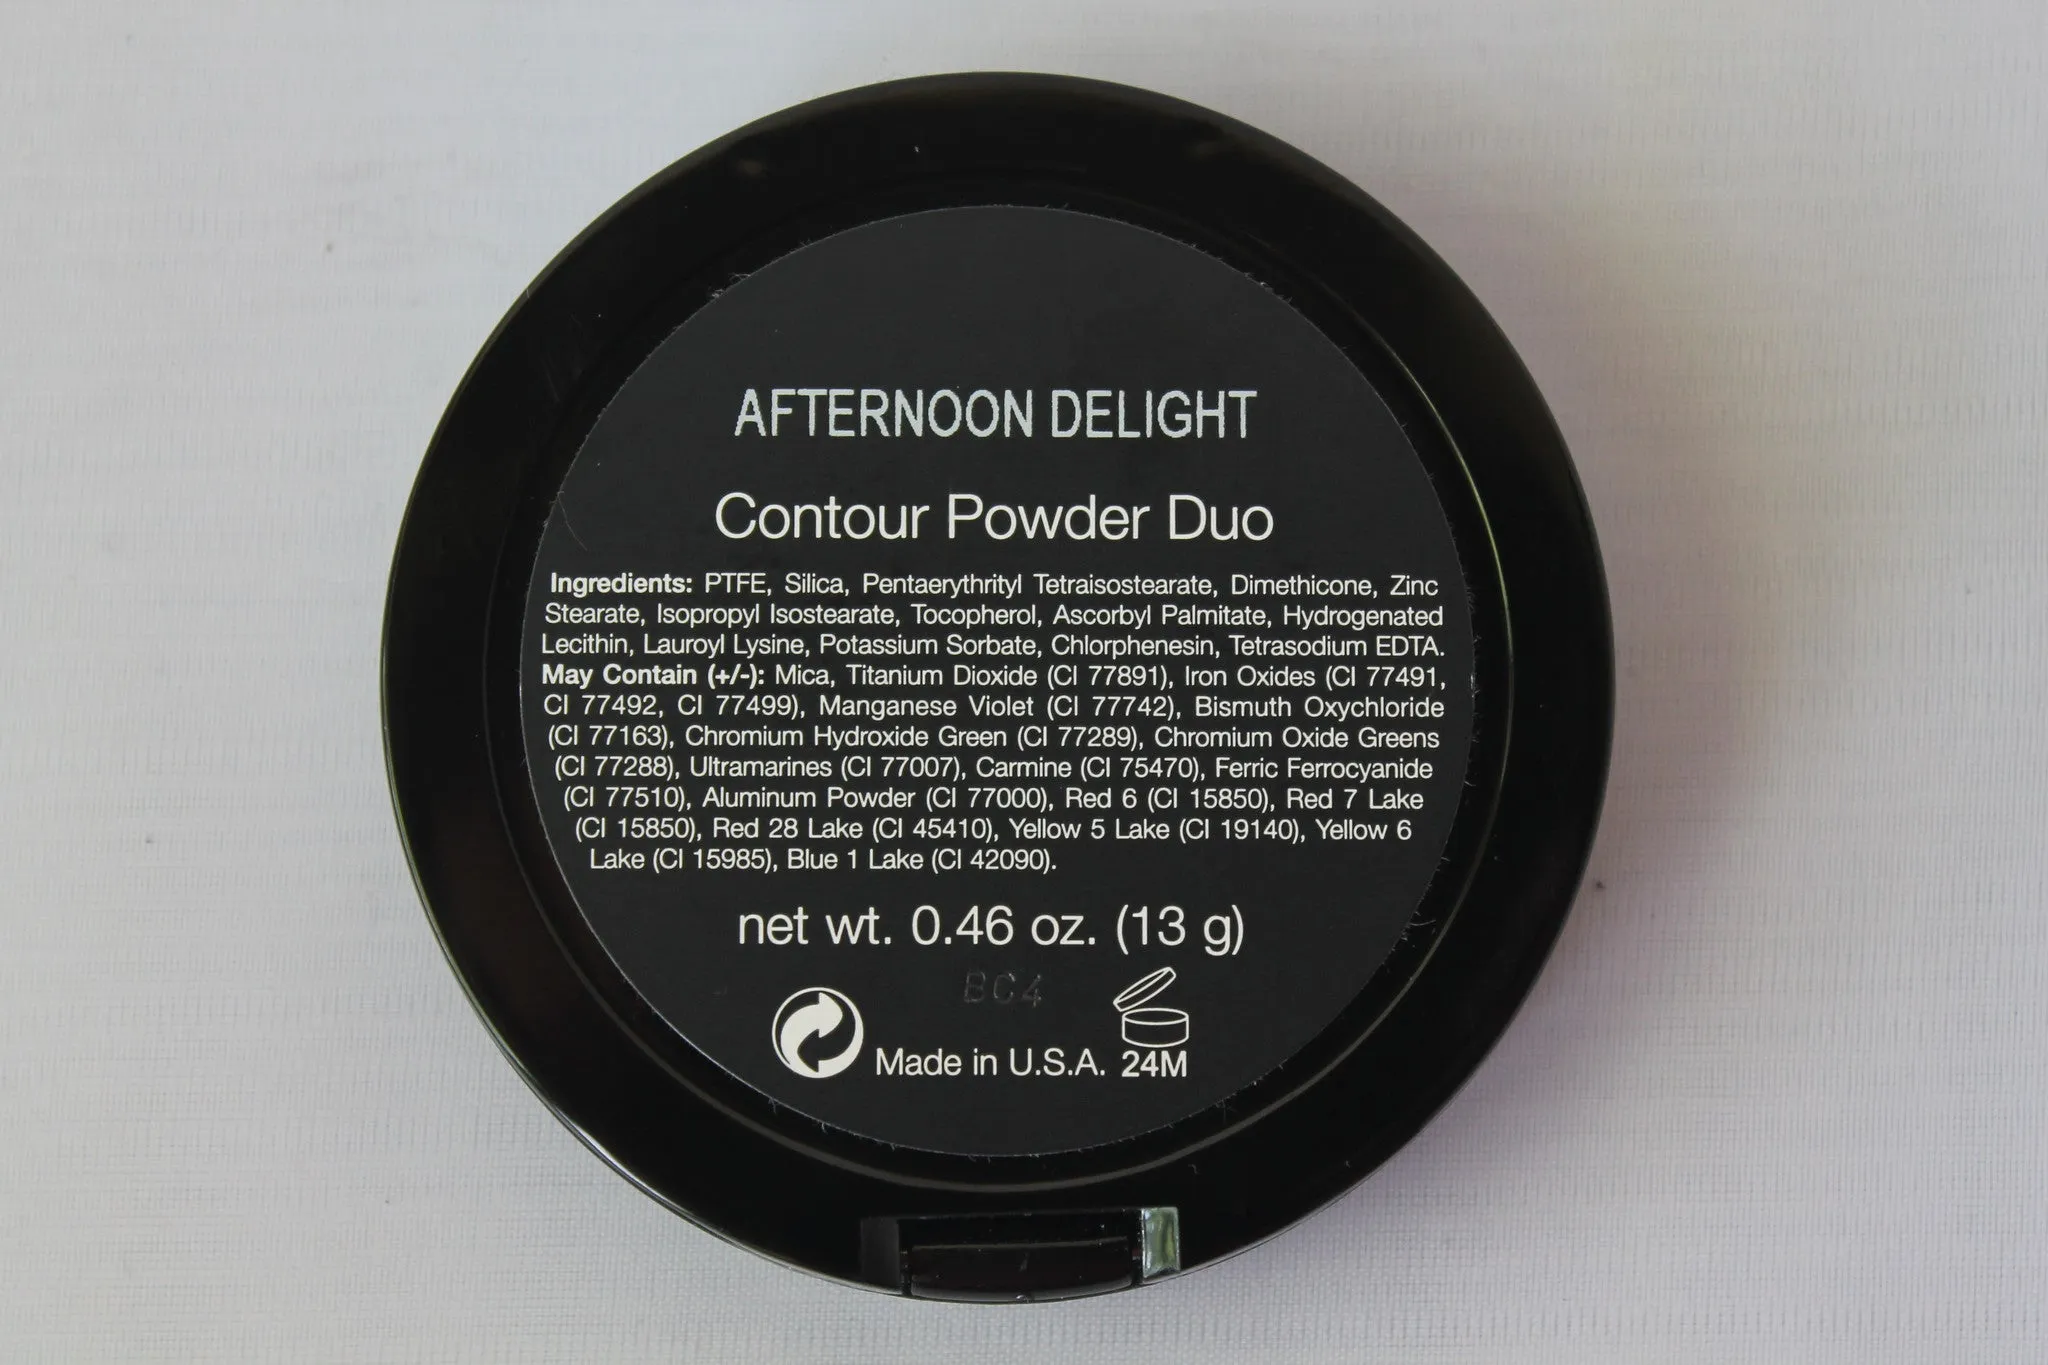 AFTERNOON DELIGHT
Contour Powder Duo
Ingredients: PTFE, Silica, Pentaerythrityl Tetraisostearate, Dimethicone, Zinc
Stearate, Isopropyl Isostearate, Tocopherol, Ascorbyl Palmitate, Hydrogenated
Lecithin, Lauroyl Lysine, Potassium Sorbate, Chlorphenesin, Tetrasodium EDTA.
May Contain (+/-): Mica, Titanium Dioxide (CI 77891), Iron Oxides (CI 77491,
CI 77492, CI 77499), Manganese Violet (CI 77742), Bismuth Oxychloride
(CI 77163), Chromium Hydroxide Green (CI 77289), Chromium Oxide Greens
(CI 77288), Ultramarines (CI 77007), Carmine (CI 75470), Ferric Ferrocyanide
(CI 77510), Aluminum Powder (CI 77000), Red 6 (CI 15850), Red 7 Lake
(CI 15850), Red 28 Lake (CI 45410), Yellow 5 Lake (CI 19140), Yellow 6
Lake (CI 15985), Blue 1 Lake (CI 42090).
net wt. 0.46 oz. (13 g)
BC4
Made in U.S.A. 24M